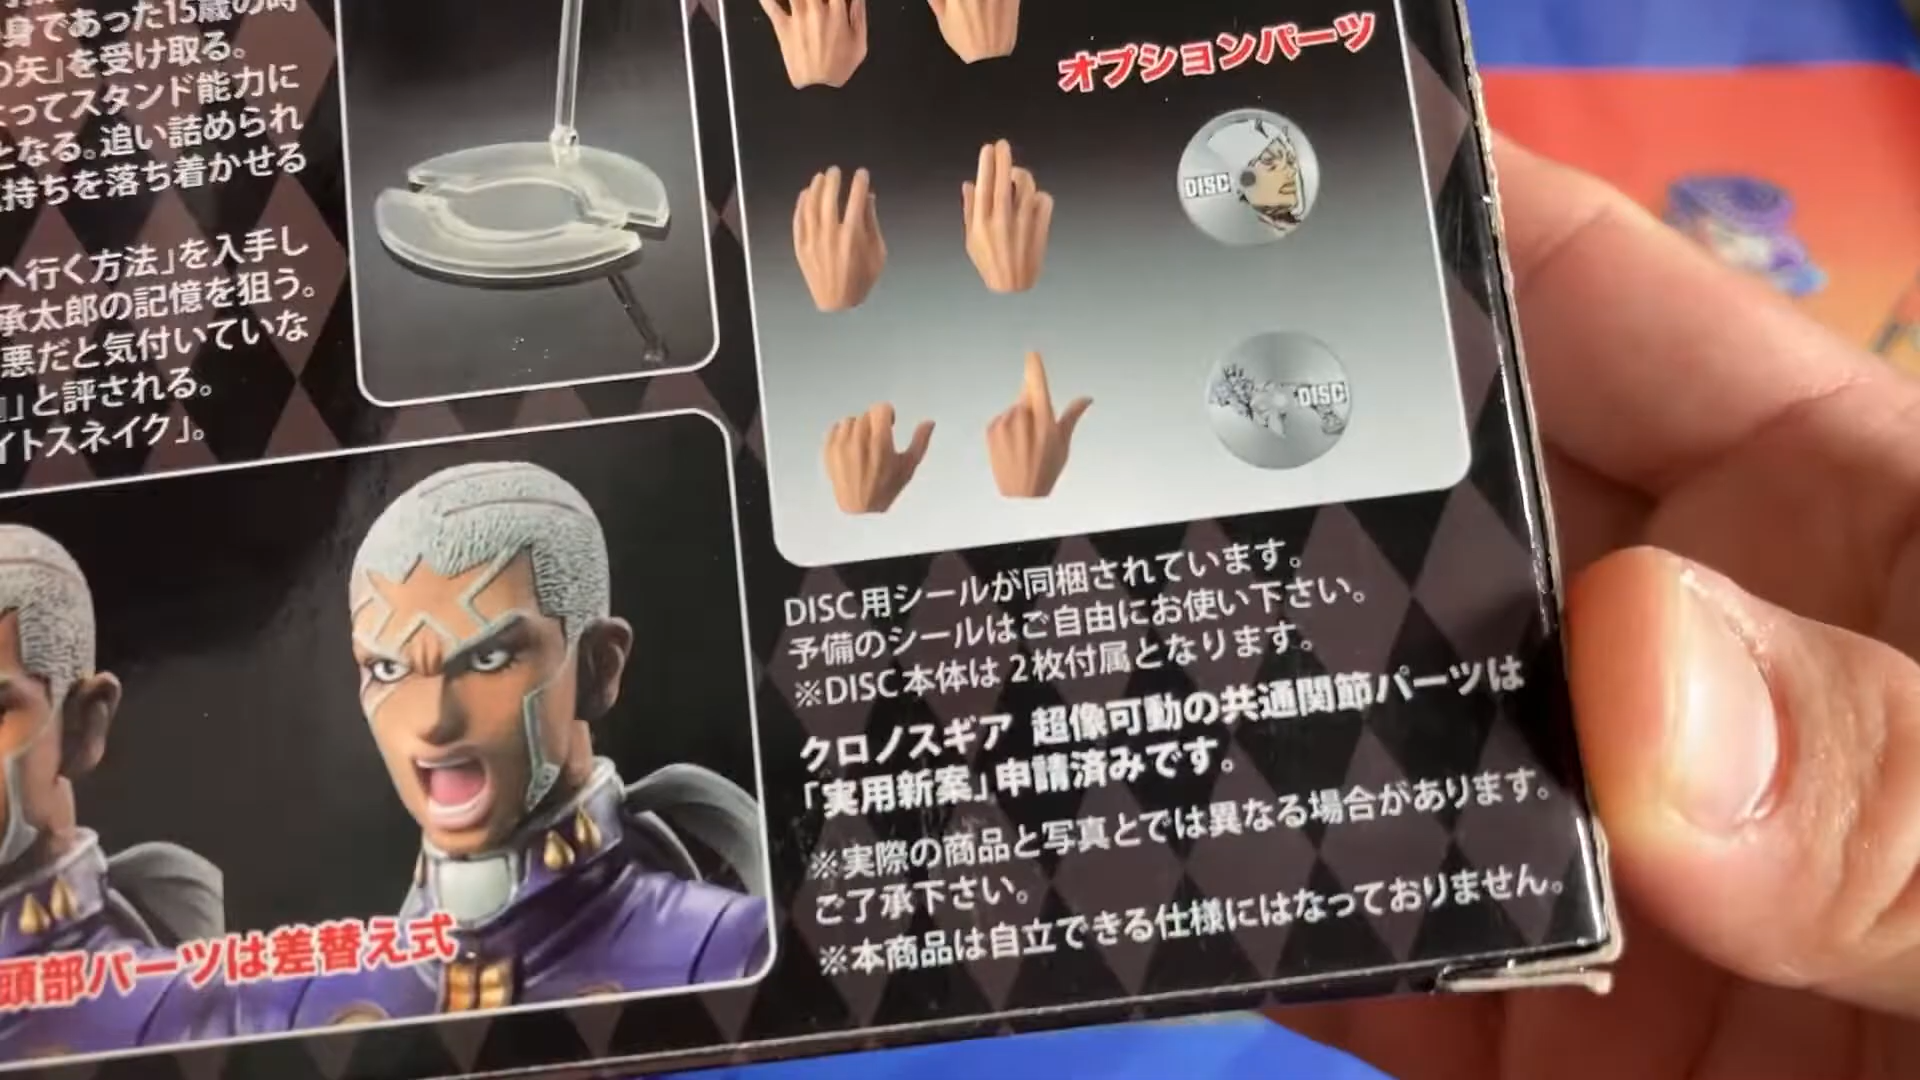 身であった15歳の時
の矢」を受け取る。
よってスタンド能力に
となる。追い詰められ
持ちを落ち着かせる
へ行く方法」を入手し
承太郎の記憶を狙う。
悪だと気付いていな
」と評される。
イトスネイク」。
オプションパーツ
DISC
DISC
DISC用シールが同梱されています。
予備のシールはご自由にお使い下さい。
※DISC本体は2枚付属となります。
クロノスギア 超像可動の共通関節パーツは
「実用新案」申請済みです。
※実際の商品と写真とでは異なる場合があります。
ご了承下さい。
※本商品は自立できる仕様にはなっておりません。
頭部パーツは差替え式